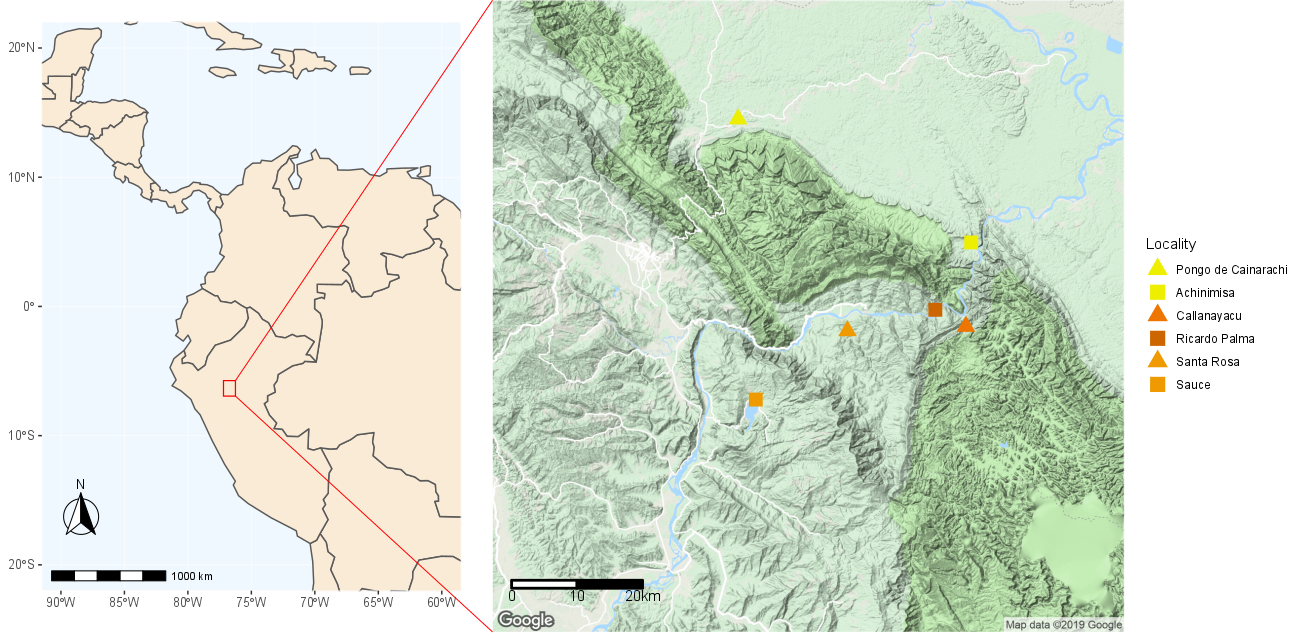 20°N
10°N
0°
10°S
20°S
90°W
85°W
80°W
75°W
70°W
65°W
60°W
N
1000 km
0
10
20km
Google
Map data ©2019 Google
Locality
Pongo de Cainarachi
Achinimisa
Callanayacu
Ricardo Palma
Santa Rosa
Sauce